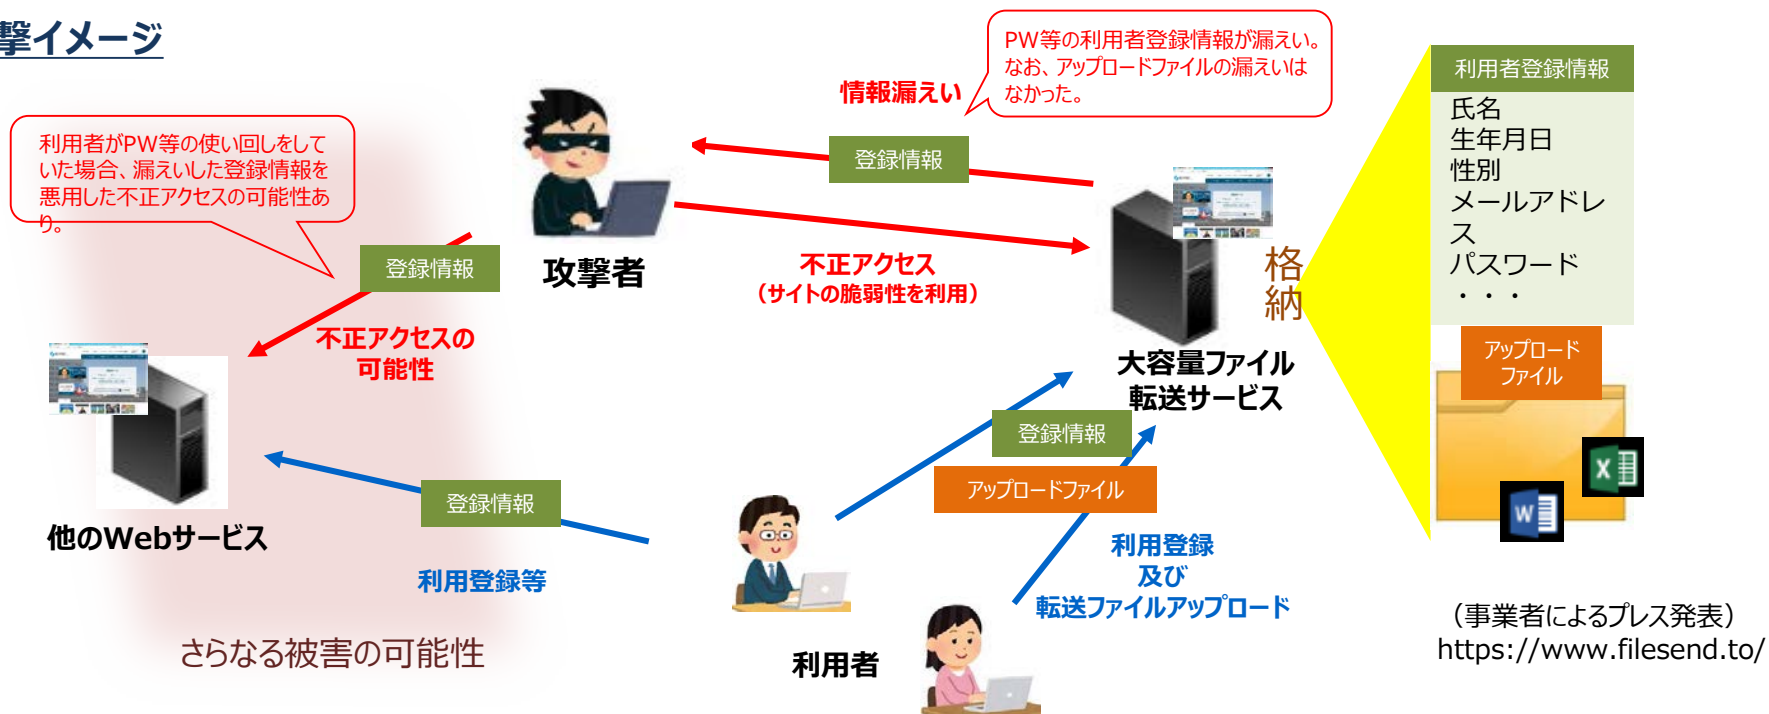 撃イメージ
PW等の利用者登録情報が漏えい。
なお、アップロードファイルの漏えいは
なかった。
情報漏えい
利用者がPW等の使い回しをして
いた場合、漏えいした登録情報を
悪用した不正アクセスの可能性あ
り。
登録情報
登録情報
攻撃者
不正アクセス
（サイトの脆弱性を利用）
不正アクセスの
可能性
格
納
大容量ファイル
転送サービス
利用者登録情報
氏名
生年月日
性別
メールアドレ
ス
パスワード
・・・
アップロード
ファイル
登録情報
アップロードファイル
登録情報
他のWebサービス
利用登録等
利用登録
及び
転送ファイルアップロード
さらなる被害の可能性
利用者
（事業者によるプレス発表）
https://www.filesend.to/